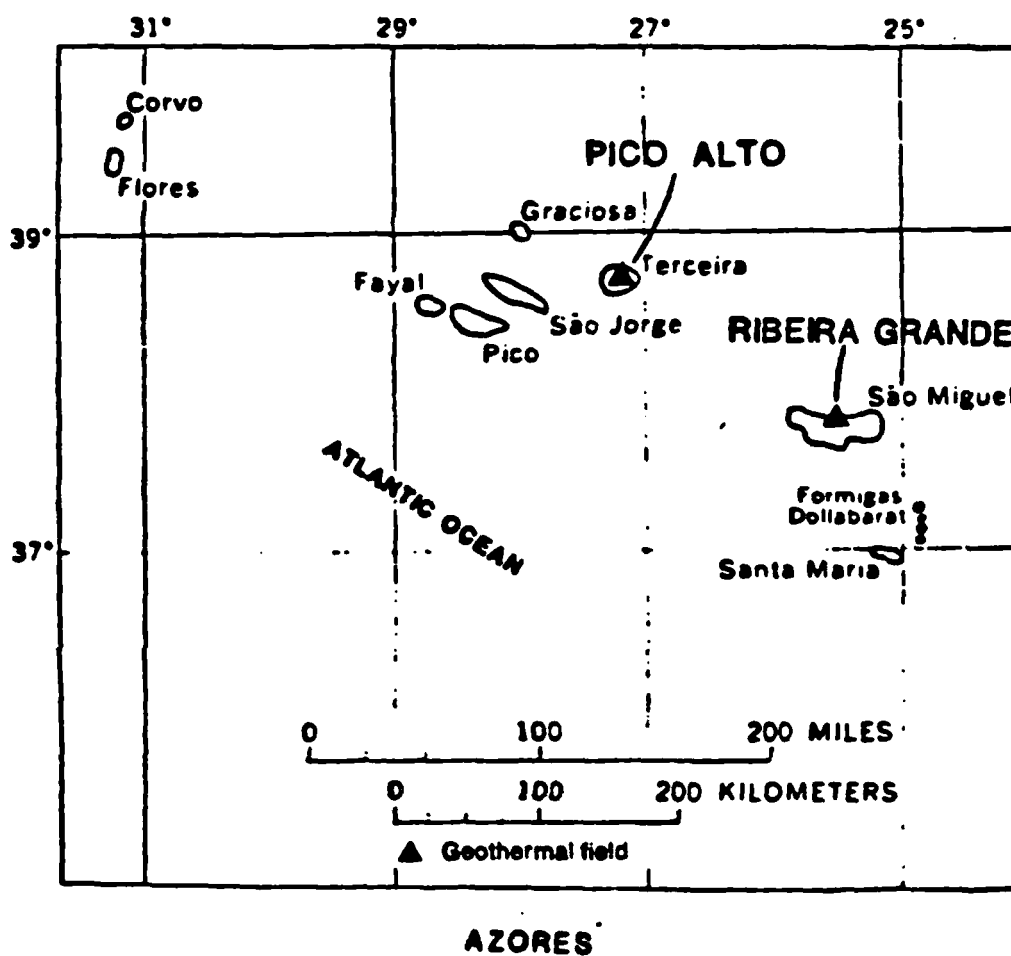 31° 29° 27° 25°
Corvo
Flores
PICO ALTO
Graciosa
39°
Terceira
Fayal
São Jorge
Pico
RIBEIRA GRANDE
São Miguel
ATLANTIC OCEAN
Formigas
Dollabarat
37°
Santa Maria
0 100 200 MILES
0 100 200 KILOMETERS
Geothermal field
AZORES